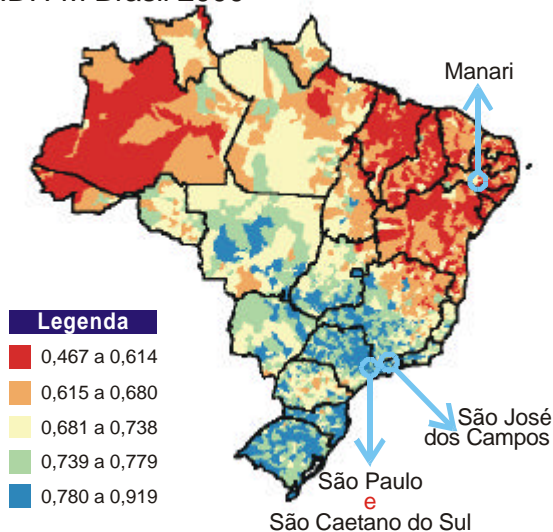 Manari
Legenda
0,467 a 0,614
0,615 a 0,680
0,681 a 0,738
0,739 a 0,779
0,780 a 0,919
São José
dos Campos
São Paulo
e
São Caetano do Sul